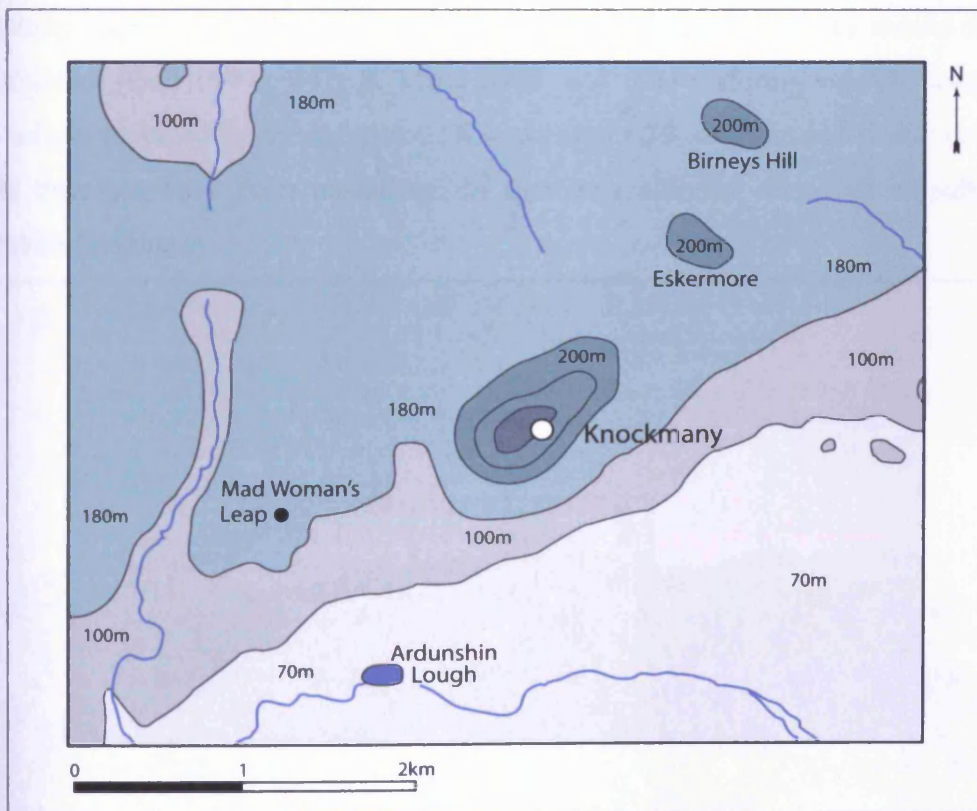 N
100m
180m
200m
Birneys Hill
200m
Eskermore
180m
200m
100m
180m
Knockmany
Mad Woman's
Leap
180m
100m
70m
100m
Ardunshin
Lough
70m
0 1 2km